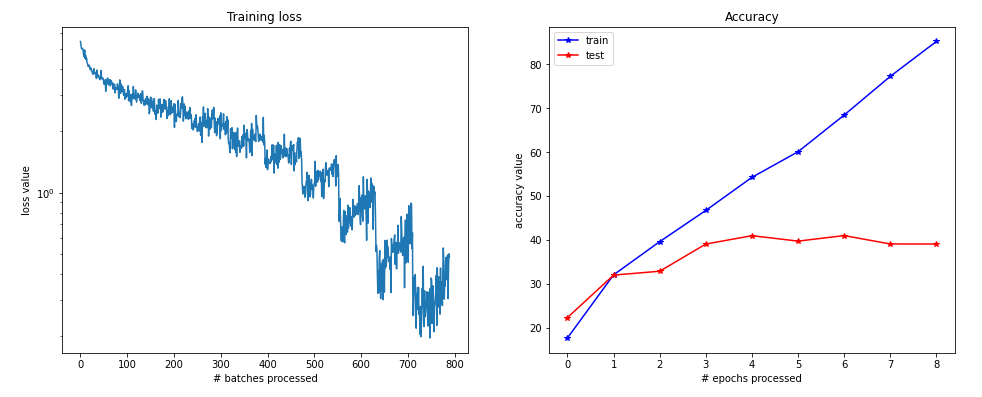 Training loss
loss value
10⁰
0 100 200 300 400 500 600 700 800
# batches processed
Accuracy
train
test
accuracy value
80
70
60
50
40
30
20
0 1 2 3 4 5 6 7 8
# epochs processed